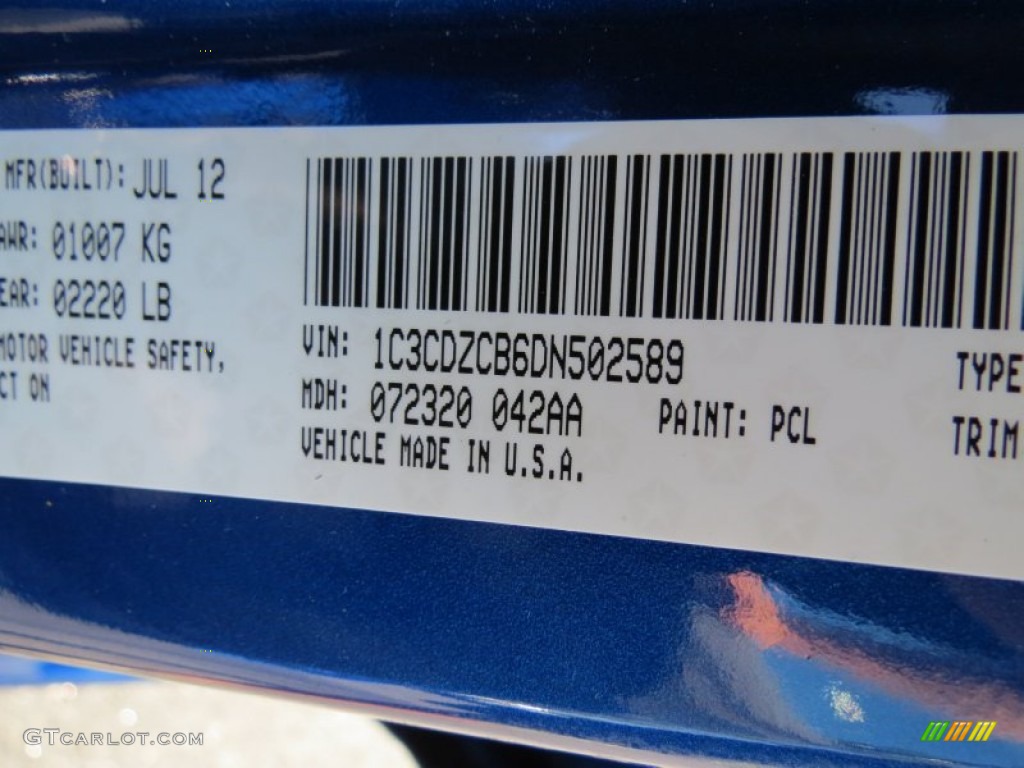 MFR(BUILT): JUL 12
AWR: 01007 KG
EAR: 02220 LB
MOTOR VEHICLE SAFETY,
CT ON
VIN: 1C3CDZCB6DN502589
TYPE
MDH: 072320 042AA
PAINT: PCL
TRIM
VEHICLE MADE IN U.S.A.
GTCARLOT.COM